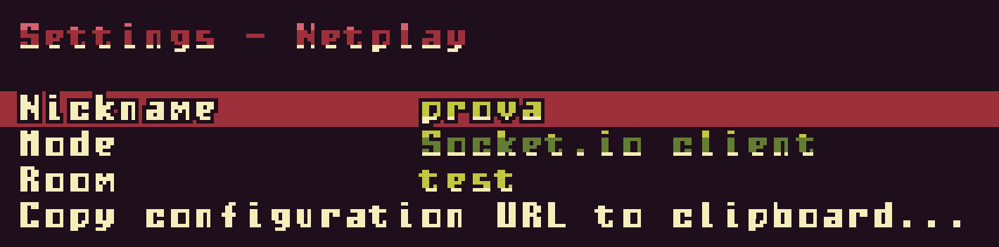 Settings - Netplay
Nickname prova
Mode Socket.io client
Room test
Copy configuration URL to clipboard...